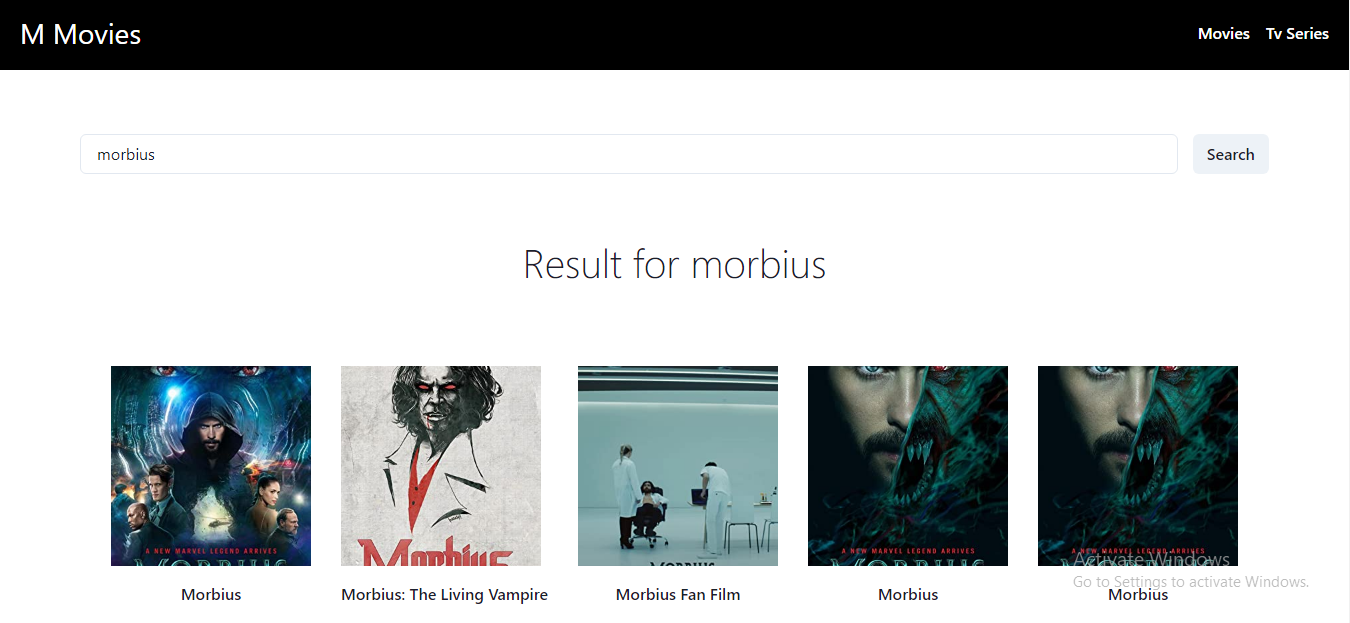 M Movies
Movies Tv Series
morbius
Search
Result for morbius
A NEW MARVEL LEGEND ARRIVES
MORBIUS
Morbius
Morbius
Morbius: The Living Vampire
MORBIUS
Morbius Fan Film
A NEW MARVEL LEGEND ARRIVES
MORBIUS
Morbius
A NEW MARVEL LEGEND ARRIVES
Morbius
Activate Windows
Go to Settings to activate Windows.